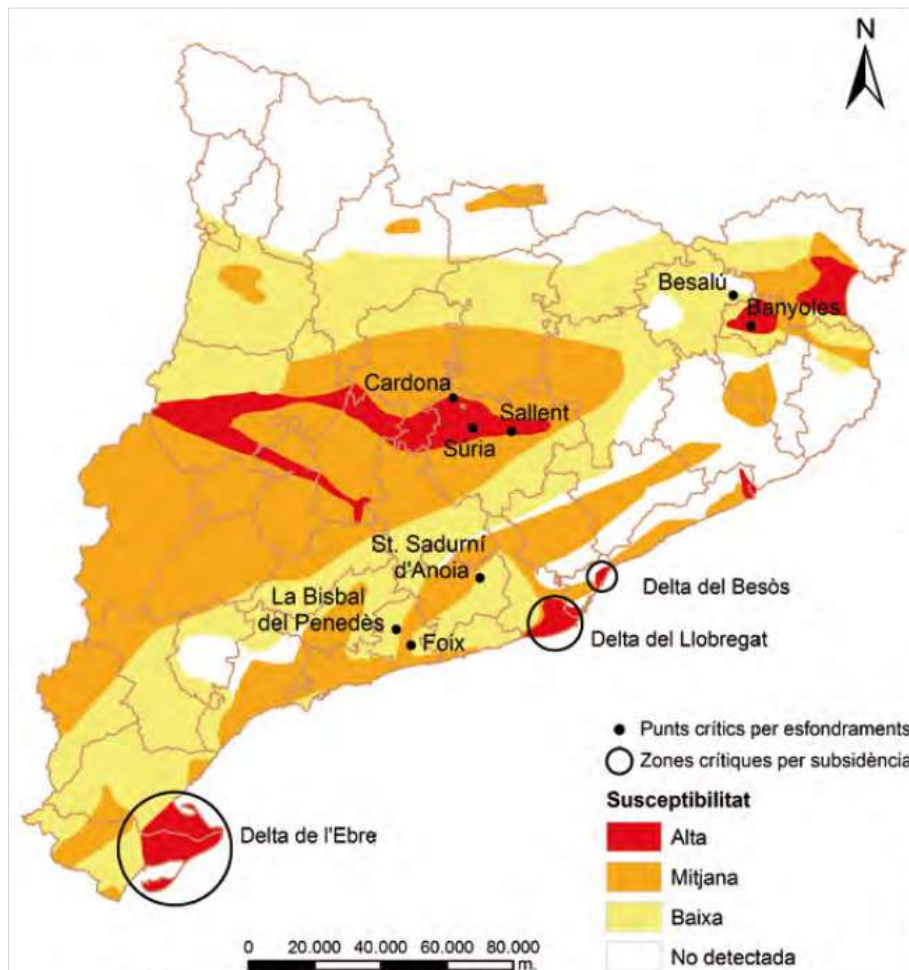 N
Besalú
Banyoles
Cardona
Sallent
Súria
St. Sadurní
d'Anoia
La Bisbal
del Penedès
Foix
Delta del Besòs
Delta del Llobregat
Delta de l'Ebre
Punts crítics per esfondraments
Zones crítiques per subsidència
Susceptibilitat
Alta
Mitjana
Baixa
No detectada
0 20.000 40.000 60.000 80.000
m.